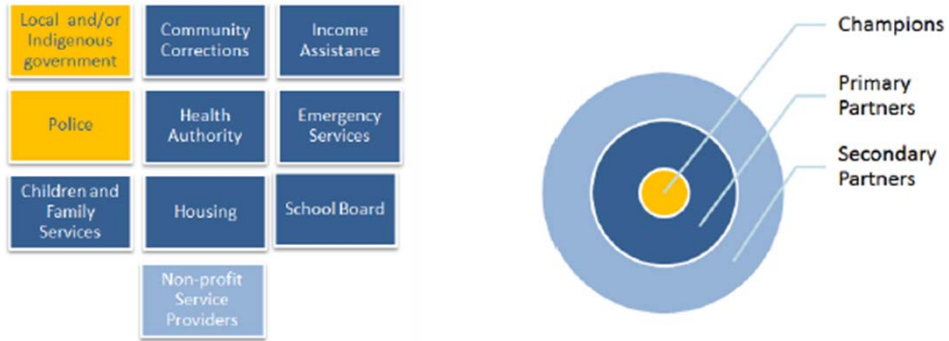 Local and/or
Indigenous
government
Community
Corrections
Income
Assistance
Police
Health
Authority
Emergency
Services
Children and
Family
Services
Housing
School Board
Non-profit
Service
Providers
Champions
Primary
Partners
Secondary
Partners